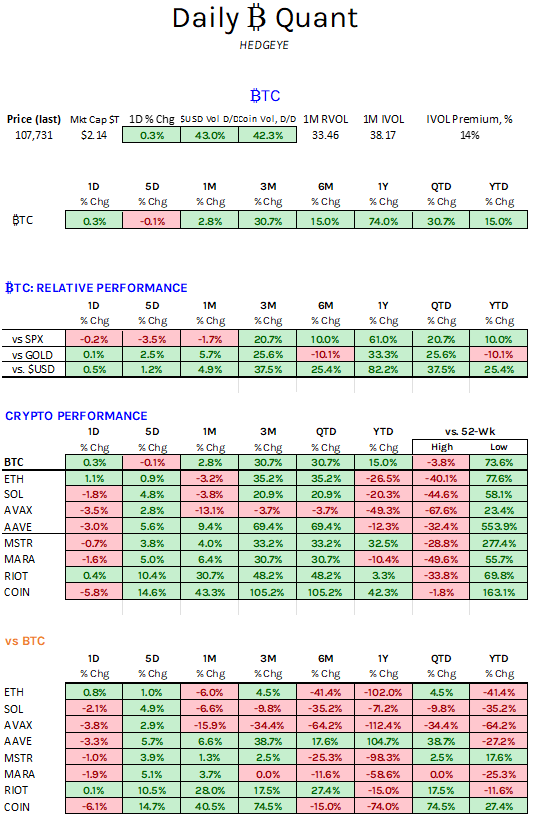 Daily ₿ Quant
HEDGEYE
₿TC
Price (last) Mkt Cap $T 1D % Chg $USD Vol D/D Coin Vol, D/D 1M RVOL 1M IVOL IVOL Premium, %
107,731 $2.14 0.3% 43.0% 42.3% 33.46 38.17 14%
1D 5D 1M 3M 6M 1Y QTD YTD
% Chg % Chg % Chg % Chg % Chg % Chg % Chg % Chg
₿TC 0.3% -0.1% 2.8% 30.7% 15.0% 74.0% 30.7% 15.0%
₿TC: RELATIVE PERFORMANCE
1D 5D 1M 3M 6M 1Y QTD YTD
% Chg % Chg % Chg % Chg % Chg % Chg % Chg % Chg
vs SPX -0.2% -3.5% -1.7% 20.7% 10.0% 61.0% 20.7% 10.0%
vs GOLD 0.1% 2.5% 5.7% 25.6% -10.1% 33.3% 25.6% -10.1%
vs. $USD 0.5% 1.2% 4.9% 37.5% 25.4% 82.2% 37.5% 25.4%
CRYPTO PERFORMANCE
1D 5D 1M 3M QTD YTD vs. 52-Wk
% Chg % Chg % Chg % Chg % Chg % Chg High Low
BTC 0.3% -0.1% 2.8% 30.7% 30.7% 15.0% -3.8% 73.6%
ETH 1.1% 0.9% -3.2% 35.2% 35.2% -26.5% -40.1% 77.6%
SOL -1.8% 4.8% -3.8% 20.9% 20.9% -20.3% -44.6% 58.1%
AVAX -3.5% 2.8% -13.1% -3.7% -3.7% -49.3% -67.6% 23.4%
AAVE -3.0% 5.6% 9.4% 69.4% 69.4% -12.3% -32.4% 553.9%
MSTR -0.7% 3.8% 4.0% 33.2% 33.2% 32.5% -28.8% 277.4%
MARA -1.6% 5.0% 6.4% 30.7% 30.7% -10.4% -49.6% 55.7%
RIOT 0.4% 10.4% 30.7% 48.2% 48.2% 3.3% -33.8% 69.8%
COIN -5.8% 14.6% 43.3% 105.2% 105.2% 42.3% -1.8% 163.1%
vs BTC
1D 5D 1M 3M 6M 1Y QTD YTD
% Chg % Chg % Chg % Chg % Chg % Chg % Chg % Chg
ETH 0.8% 1.0% -6.0% 4.5% -41.4% -102.0% 4.5% -41.4%
SOL -2.1% 4.9% -6.6% -9.8% -35.2% -71.2% -9.8% -35.2%
AVAX -3.8% 2.9% -15.9% -34.4% -64.2% -112.4% -34.4% -64.2%
AAVE -3.3% 5.7% 6.6% 38.7% 17.6% 104.7% 38.7% -27.2%
MSTR -1.0% 3.9% 1.3% 2.5% -25.3% -98.3% 2.5% 17.6%
MARA -1.9% 5.1% 3.7% 0.0% -11.6% -58.6% 0.0% -25.3%
RIOT 0.1% 10.5% 28.0% 17.5% 27.4% -15.0% 17.5% -11.6%
COIN -6.1% 14.7% 40.5% 74.5% -15.0% -74.0% 74.5% 27.4%